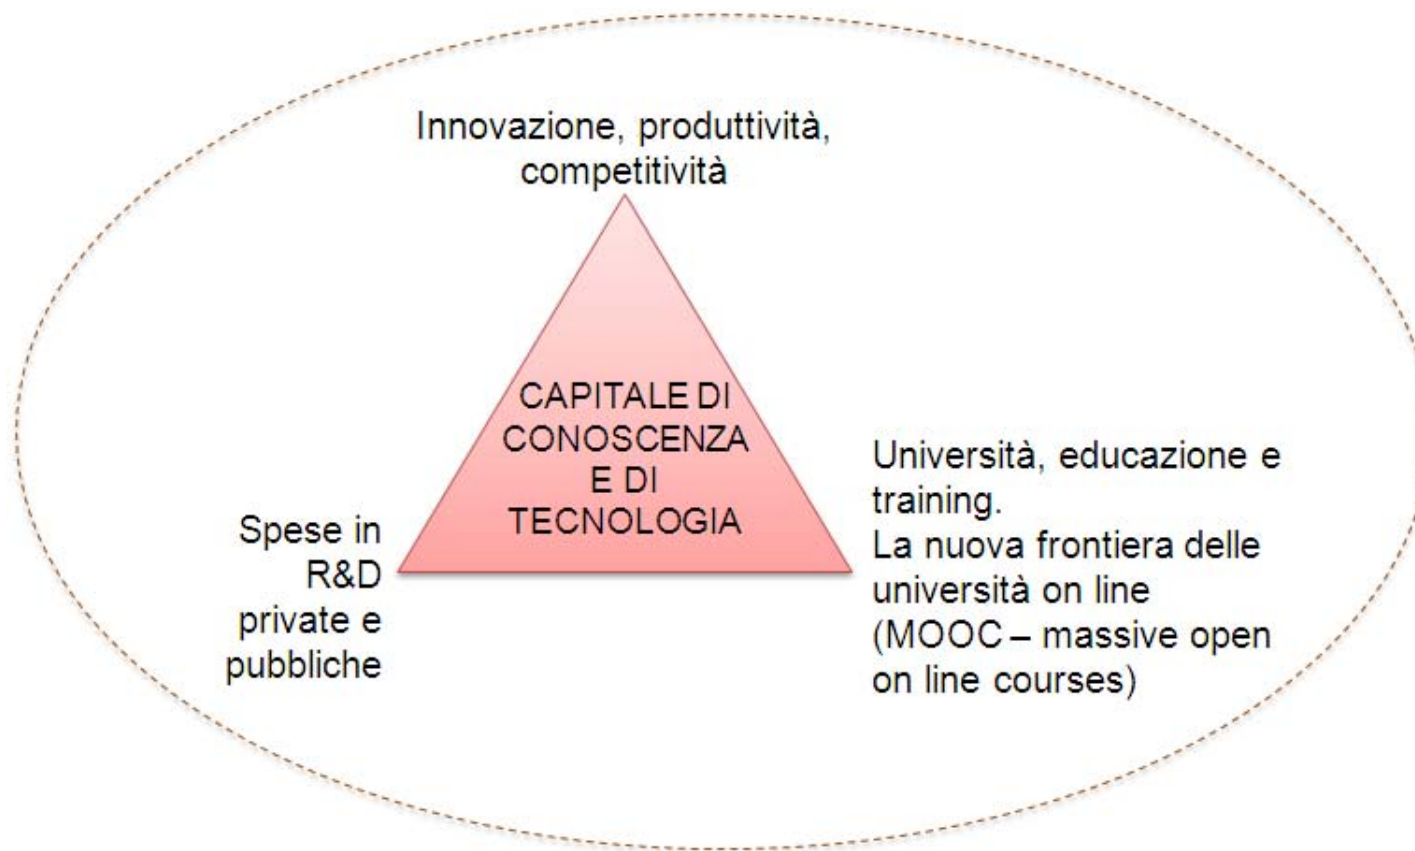 Innovazione, produttività,
competitività
CAPITALE DI
CONOSCENZA
E DI
TECNOLOGIA
Spese in
R&D
private e
pubbliche
Università, educazione e
training.
La nuova frontiera delle
università on line
(MOOC – massive open
on line courses)